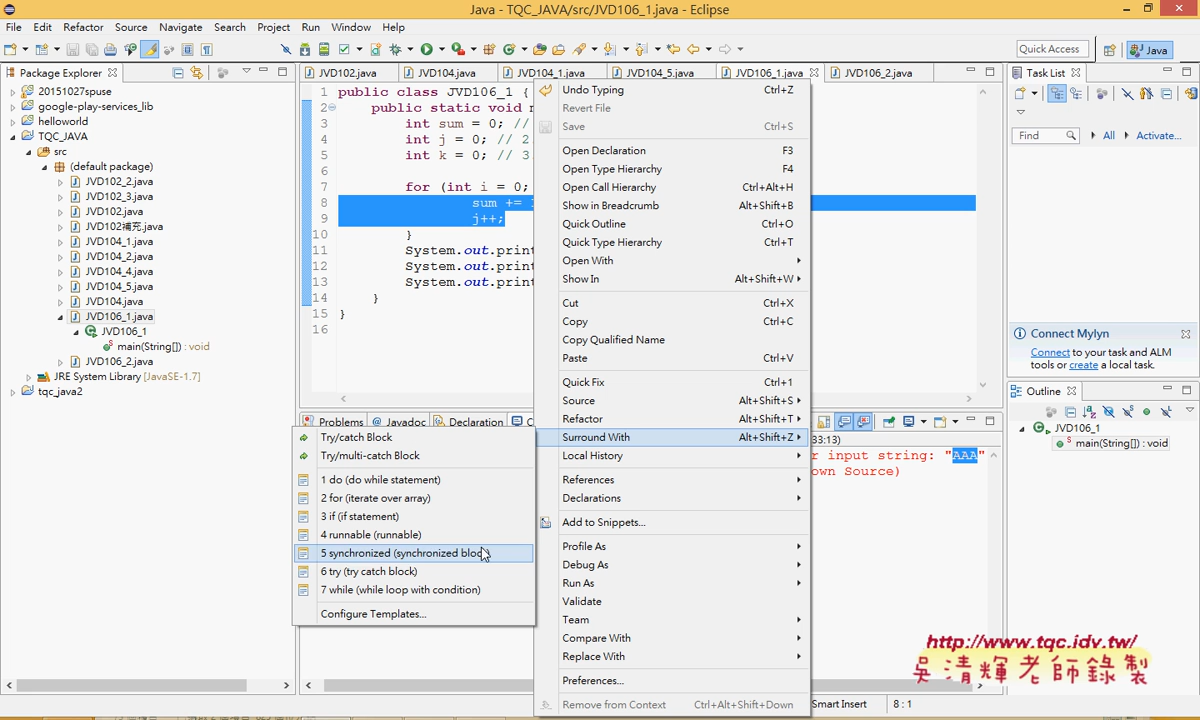 Java - TQC_JAVA/src/JVD106_1.java - Eclipse
File Edit Refactor Source Navigate Search Project Run Window Help
Quick Access
Java
Package Explorer
20151027spuse
google-play-services_lib
helloworld
TQC_JAVA
src
(default package)
JVD102_2.java
JVD102_3.java
JVD102.java
JVD102補充.java
JVD104_1.java
JVD104_2.java
JVD104_4.java
JVD104_5.java
JVD104.java
JVD106_1.java
JVD106_1
main(String[]) : void
JVD106_2.java
JRE System Library [JavaSE-1.7]
tqc_java2
JVD102.java JVD104.java JVD104_1.java JVD104_5.java JVD106_1.java JVD106_2.java
1 public class JVD106_1 {
2 public static void
3 int sum = 0; //
4 int j = 0; // 2
5 int k = 0; // 3
6
7 for (int i = 0;
8 sum +=
9 j++;
10 }
11 System.out.print
12 System.out.print
13 System.out.print
14 }
15 }
16
Undo Typing Ctrl+Z
Revert File
Save Ctrl+S
Open Declaration F3
Open Type Hierarchy F4
Open Call Hierarchy Ctrl+Alt+H
Show in Breadcrumb Alt+Shift+B
Quick Outline Ctrl+O
Quick Type Hierarchy Ctrl+T
Open With
Show In Alt+Shift+W
Cut Ctrl+X
Copy Ctrl+C
Copy Qualified Name
Paste Ctrl+V
Quick Fix Ctrl+1
Source Alt+Shift+S
Refactor Alt+Shift+T
Surround With Alt+Shift+Z
Local History
References
Declarations
Add to Snippets...
Profile As
Debug As
Run As
Validate
Team
Compare With
Replace With
Preferences...
Remove from Context Ctrl+Alt+Shift+Down
Problems Javadoc Declaration C
Try/catch Block
Try/multi-catch Block
1 do (do while statement)
2 for (iterate over array)
3 if (if statement)
4 runnable (runnable)
5 synchronized (synchronized block)
6 try (try catch block)
7 while (while loop with condition)
Configure Templates...
33:13)
r input string: "AAA"
own Source)
Task List
Find All Activate...
Connect Mylyn
Connect to your task and ALM
tools or create a local task.
Outline
JVD106_1
main(String[]) : void
http://www.tqc.idv.tw/
吳清輝老師錄製
Smart Insert 8 : 1